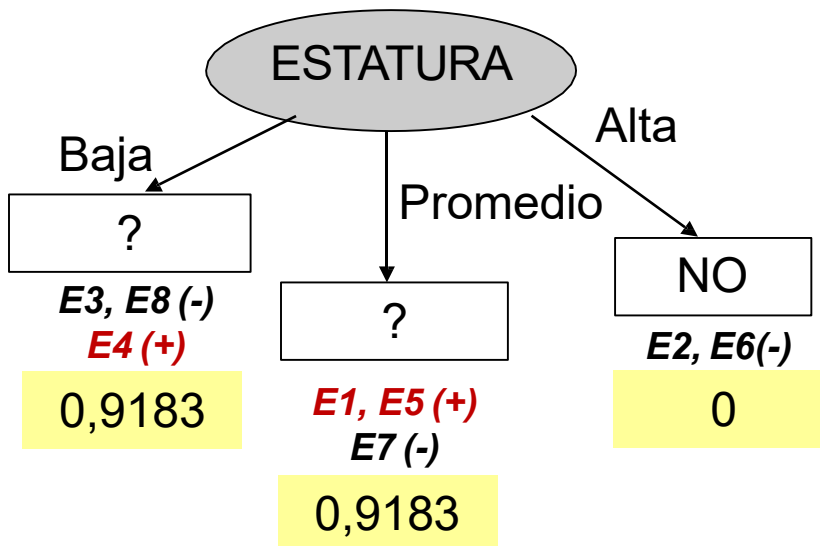 ESTATURA
Baja
Promedio
Alta
?
E3, E8 (-)
E4 (+)
0,9183
?
E1, E5 (+)
E7 (-)
0,9183
NO
E2, E6(-)
0